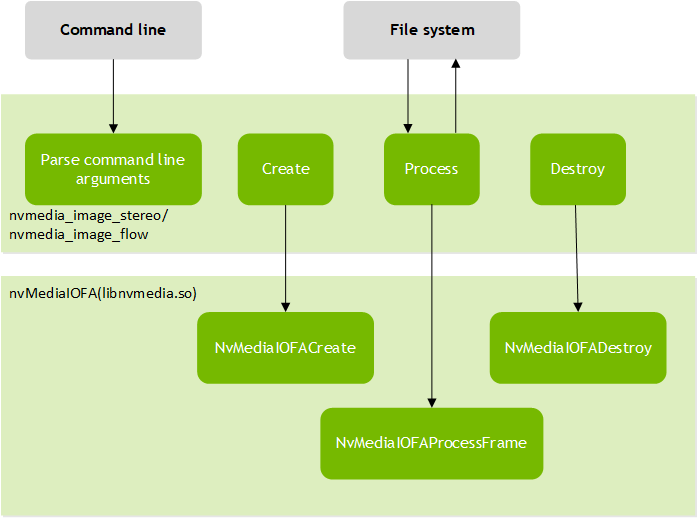 Command line
File system
Parse command line
arguments
Create
Process
Destroy
nvmedia_image_stereo/
nvmedia_image_flow
nvMediaIOFA(libnvmedia.so)
NvMediaIOFACreate
NvMediaIOFADestroy
NvMediaIOFAProcessFrame